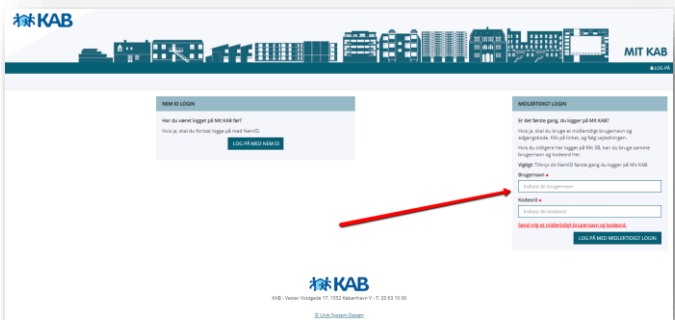 KAB
MIT KAB
LOG PÅ
NEM ID LOGIN
Har du været logget på Mit KAB før?
Hvis ja, skal du fortsat logge på med NemID.
LOG PÅ MED NEM ID
MIDLERTIDIGT LOGIN
Er det første gang, du logger på Mit KAB?
Hvis ja, skal du bruge et midlertidigt brugernavn og
adgangskode. Klik på linket, og følg vejledningen.
Hvis du tidligere har logget på Mit 3B, kan du bruge samme
brugernavn og kodeord her.
Vigtigt: Tilknyt dit NemID første gang du logger på Mit KAB.
Brugernavn
Indtast dit brugernavn
Kodeord
Indtast dit kodeord
Send mig et midlertidigt brugernavn og kodeord.
LOG PÅ MED MIDLERTIDIGT LOGIN
KAB
KAB - Vester Voldgade 17, 1552 København V - T: 33 63 10 00
© Unik System Design